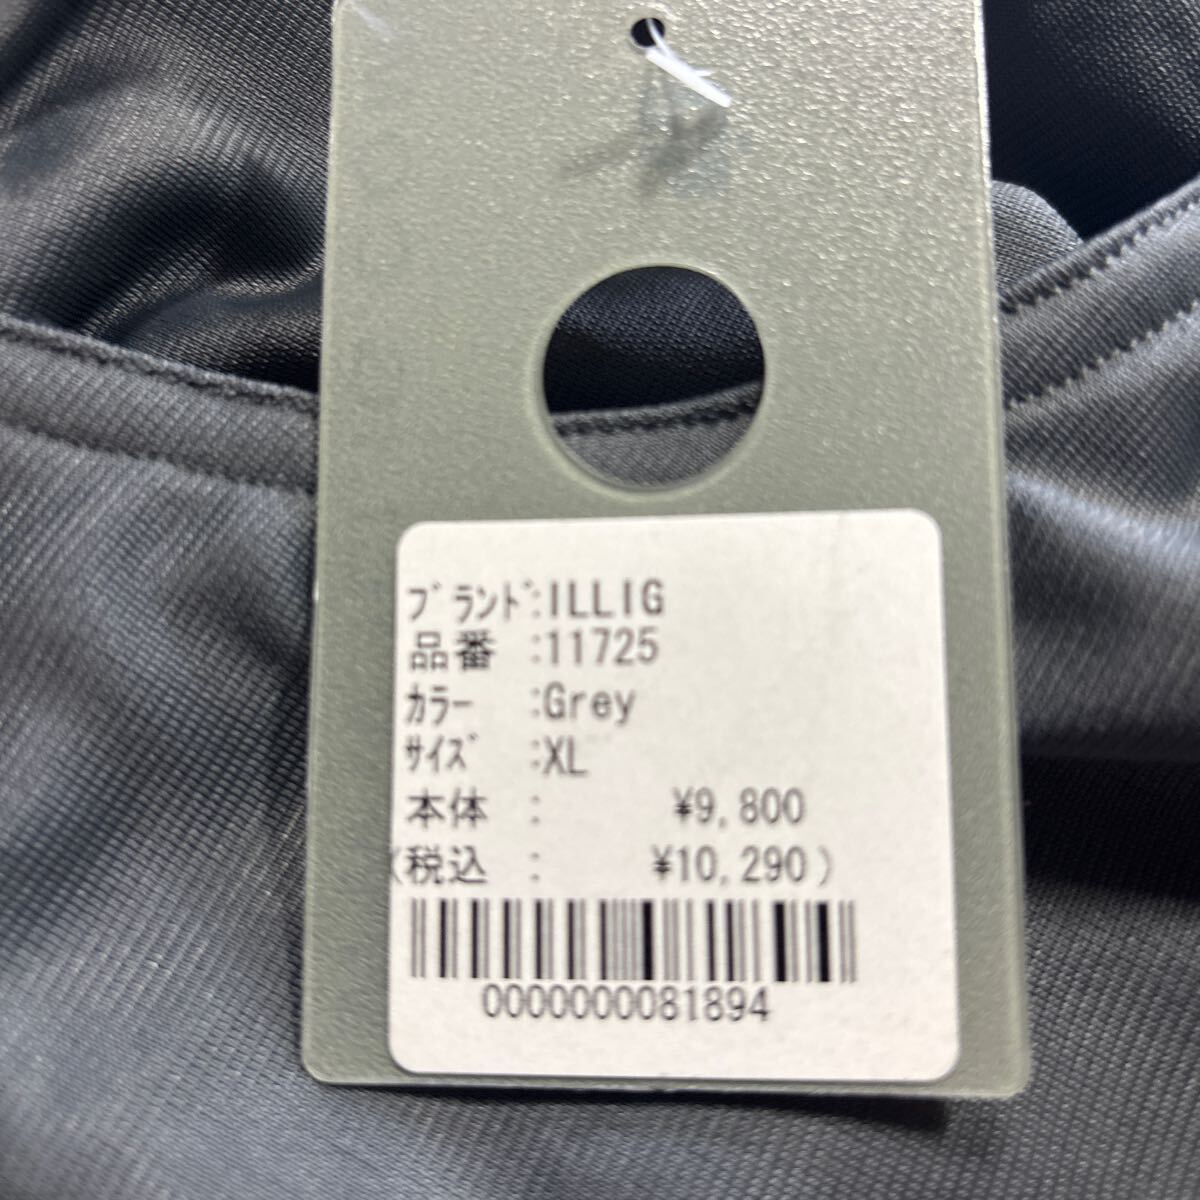 ﾌﾞﾗﾝﾄﾞ:ILLIG
品番 :11725
ｶﾗｰ :Grey
ｻｲｽﾞ :XL
本体 : ¥9,800
(税込 : ¥10,290)
0000000081894